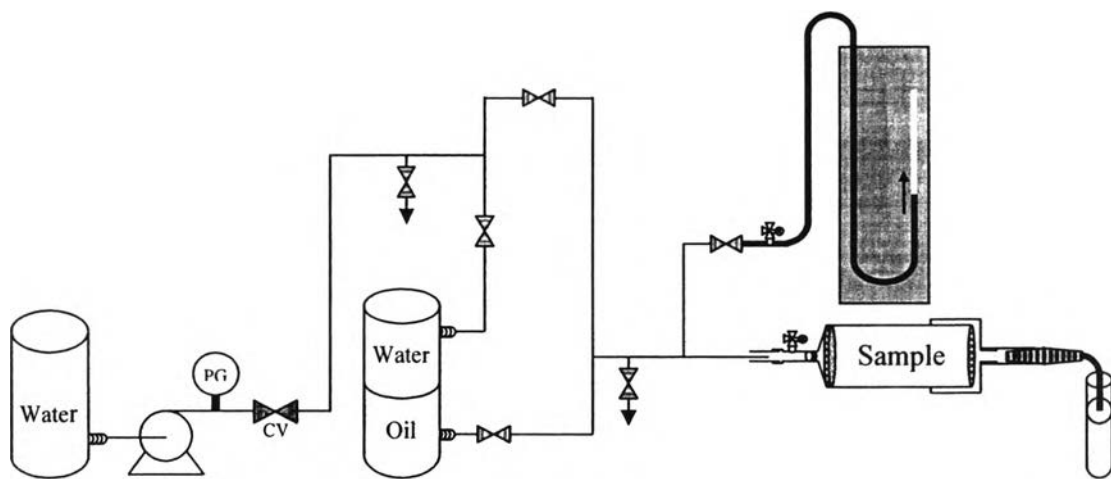 Water
PG
CV
Water
Oil
Sample